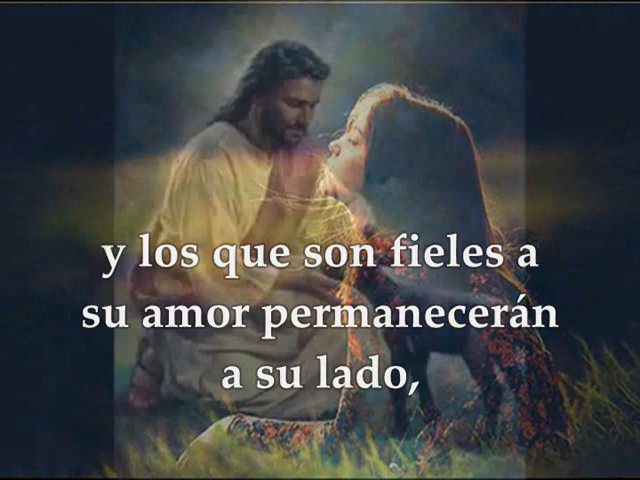 y los que son fieles a
su amor permanecerán
a su lado,